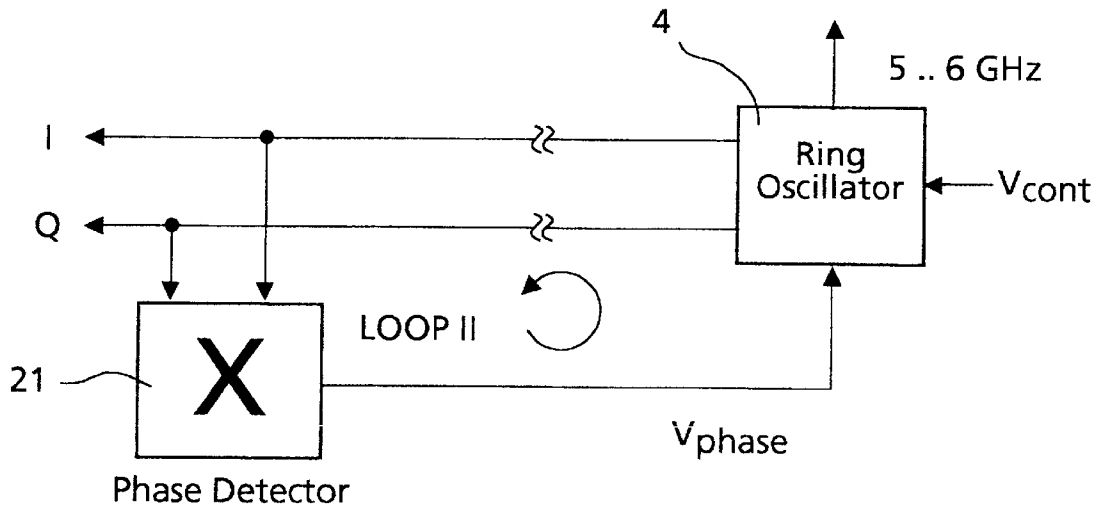 4
5 .. 6 GHz
I
Ring
Oscillator
Vcont
Q
LOOP II
21
X
Vphase
Phase Detector